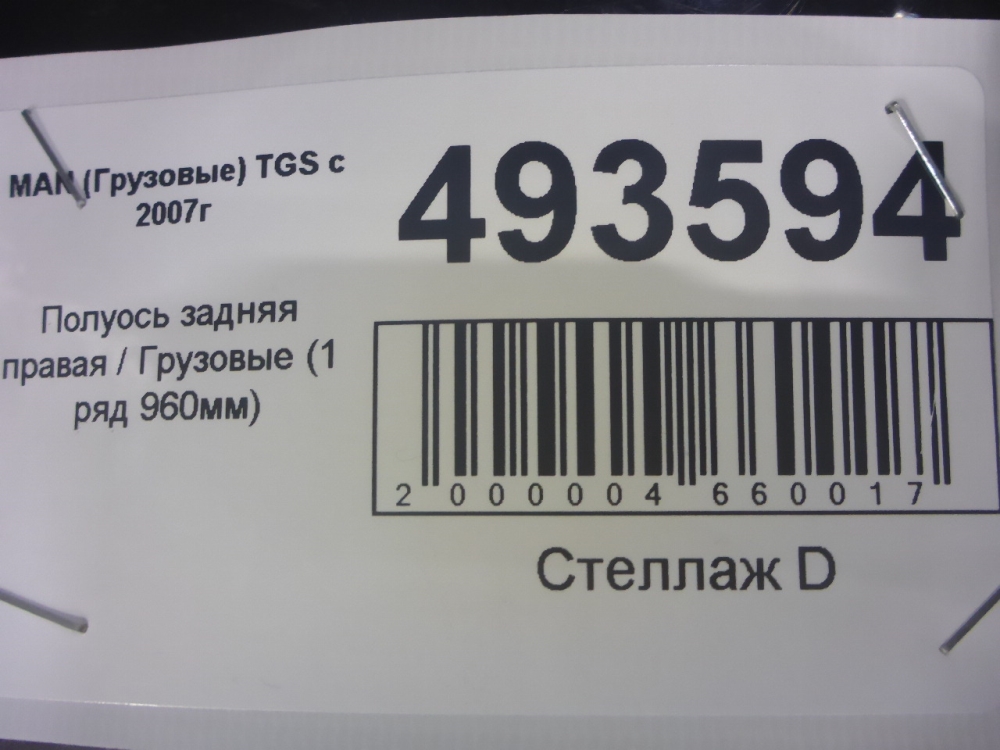 MAN (Грузовые) TGS с
2007г
493594
Полуось задняя
правая / Грузовые (1
ряд 960мм)
2 000004 660017
Стеллаж D